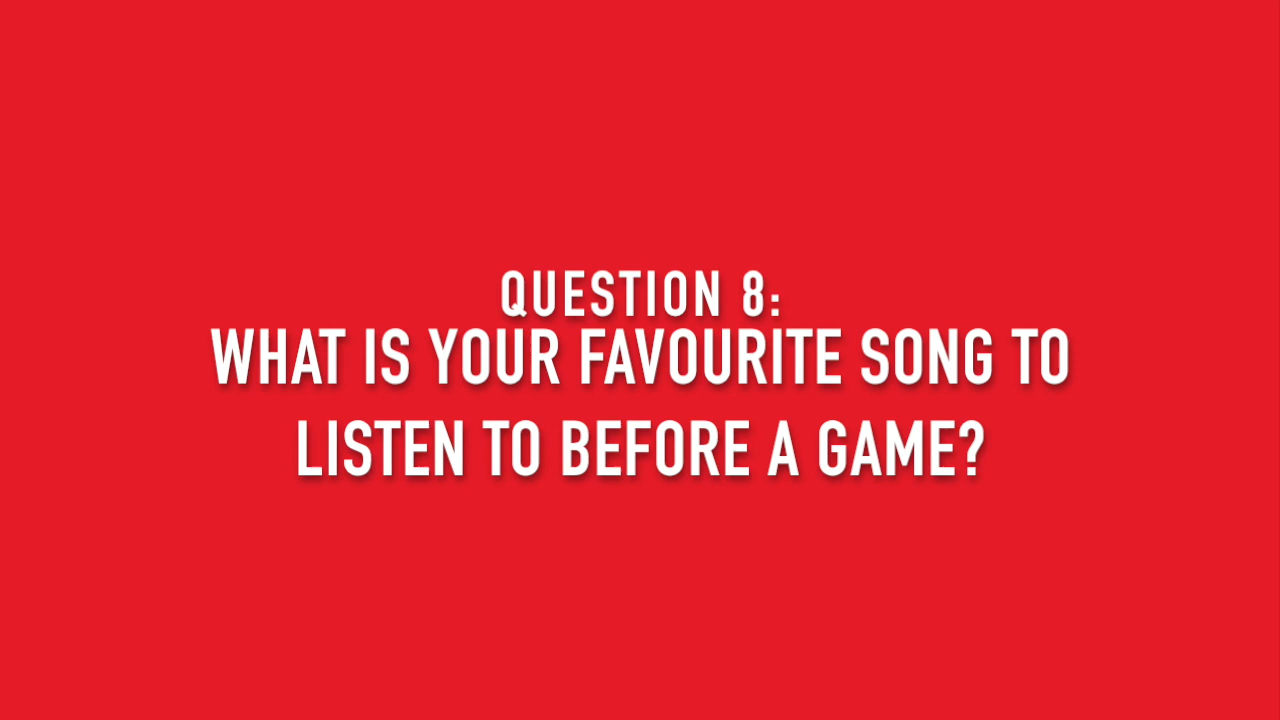 QUESTION 8:
WHAT IS YOUR FAVOURITE SONG TO
LISTEN TO BEFORE A GAME?